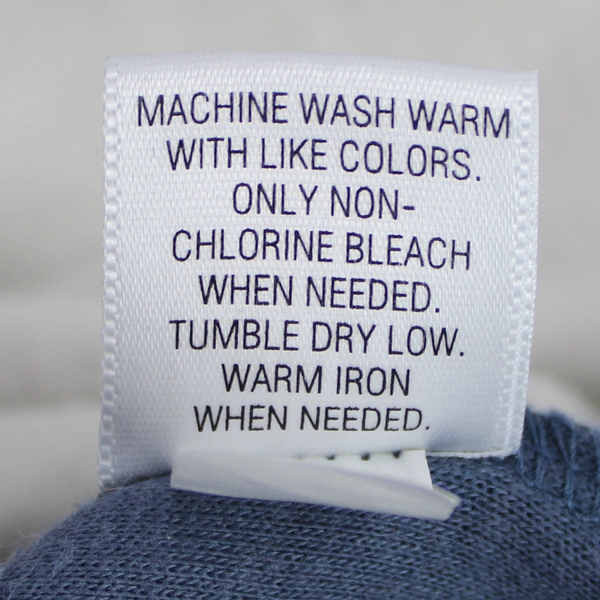 MACHINE WASH WARM
WITH LIKE COLORS.
ONLY NON-
CHLORINE BLEACH
WHEN NEEDED.
TUMBLE DRY LOW.
WARM IRON
WHEN NEEDED.